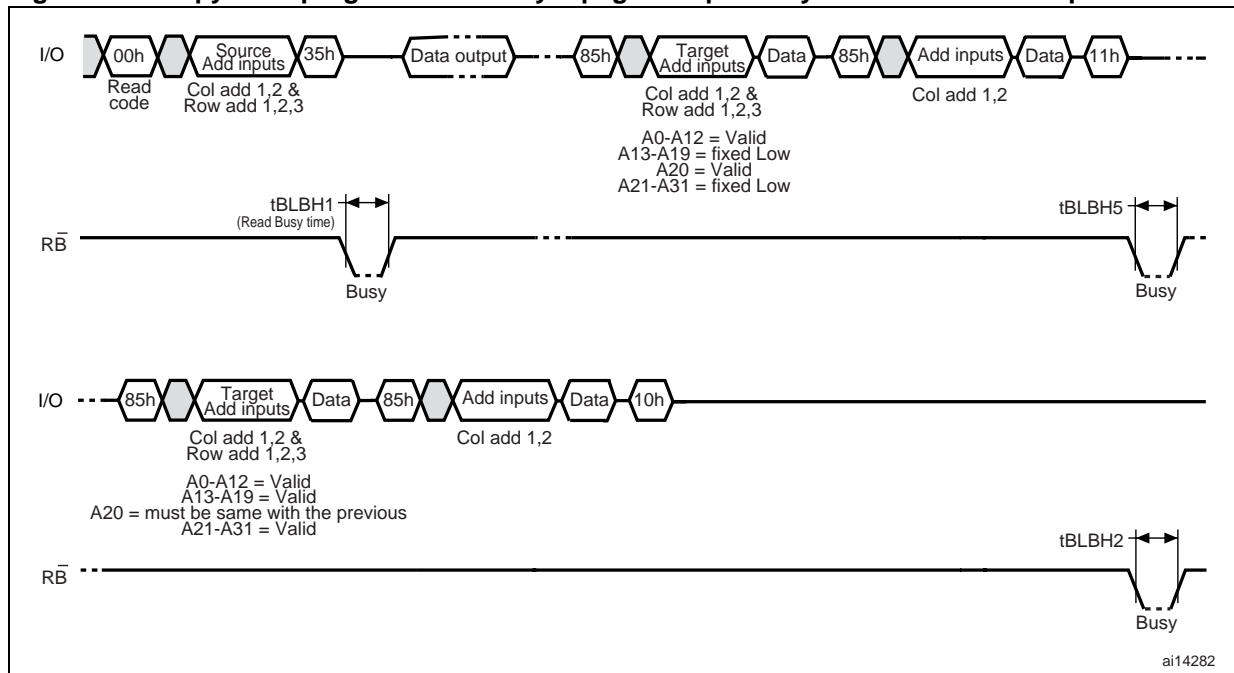 I/O 00h Source Add inputs 35h Data output 85h Target Add inputs Data 85h Add inputs Data 11h
Read code
Col add 1,2 &
Row add 1,2,3
Col add 1,2 &
Row add 1,2,3
A0-A12 = Valid
A13-A19 = fixed Low
A20 = Valid
A21-A31 = fixed Low
Col add 1,2
tBLBH1
(Read Busy time)
tBLBH5
RB̅
Busy
Busy
I/O 85h Target Add inputs Data 85h Add inputs Data 10h
Col add 1,2 &
Row add 1,2,3
Col add 1,2
A0-A12 = Valid
A13-A19 = Valid
A20 = must be same with the previous
A21-A31 = Valid
tBLBH2
RB̅
Busy
ai14282